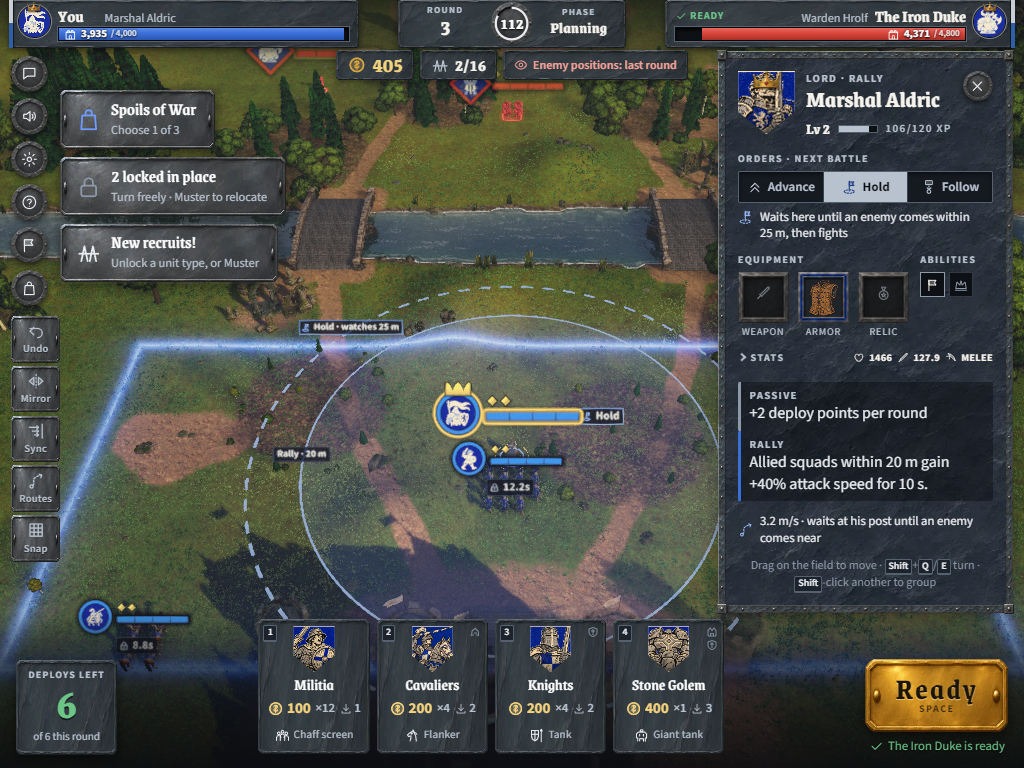 You Marshal Aldric
3,935 / 4,000
ROUND
3
112
PHASE
Planning
READY
Warden Hrolf The Iron Duke
4,371 / 4,800
405
2/16
Enemy positions: last round
Spoils of War
Choose 1 of 3
2 locked in place
Turn freely · Muster to relocate
New recruits!
Unlock a unit type, or Muster
Undo
Mirror
Sync
Routes
Snap
Hold · watches 25 m
Hold
Rally · 20 m
12.2s
8.8s
LORD · RALLY
Marshal Aldric
Lv 2 106/120 XP
ORDERS · NEXT BATTLE
Advance Hold Follow
Waits here until an enemy comes within
25 m, then fights
EQUIPMENT ABILITIES
WEAPON ARMOR RELIC
STATS 1466 127.9 MELEE
PASSIVE
+2 deploy points per round
RALLY
Allied squads within 20 m gain
+40% attack speed for 10 s.
3.2 m/s · waits at his post until an enemy
comes near
Drag on the field to move · Shift + Q / E turn ·
Shift -click another to group
DEPLOYS LEFT
6
of 6 this round
1
Militia
100 ×12 1
Chaff screen
2
Cavaliers
200 ×4 2
Flanker
3
Knights
200 ×4 2
Tank
4
Stone Golem
400 ×1 3
Giant tank
Ready
SPACE
The Iron Duke is ready